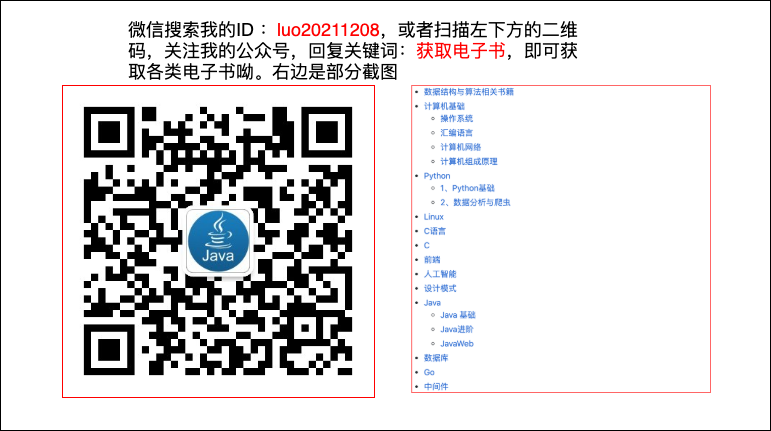 微信搜索我的ID： luo20211208，或者扫描左下方的二维
码，关注我的公众号，回复关键词：获取电子书，即可获
取各类电子书呦。右边是部分截图
Java
数据结构与算法相关书籍
计算机基础
操作系统
汇编语言
计算机网络
计算机组成原理
Python
1、Python基础
2、数据分析与爬虫
Linux
C语言
C
前端
人工智能
设计模式
Java
Java 基础
Java进阶
JavaWeb
数据库
Go
中间件